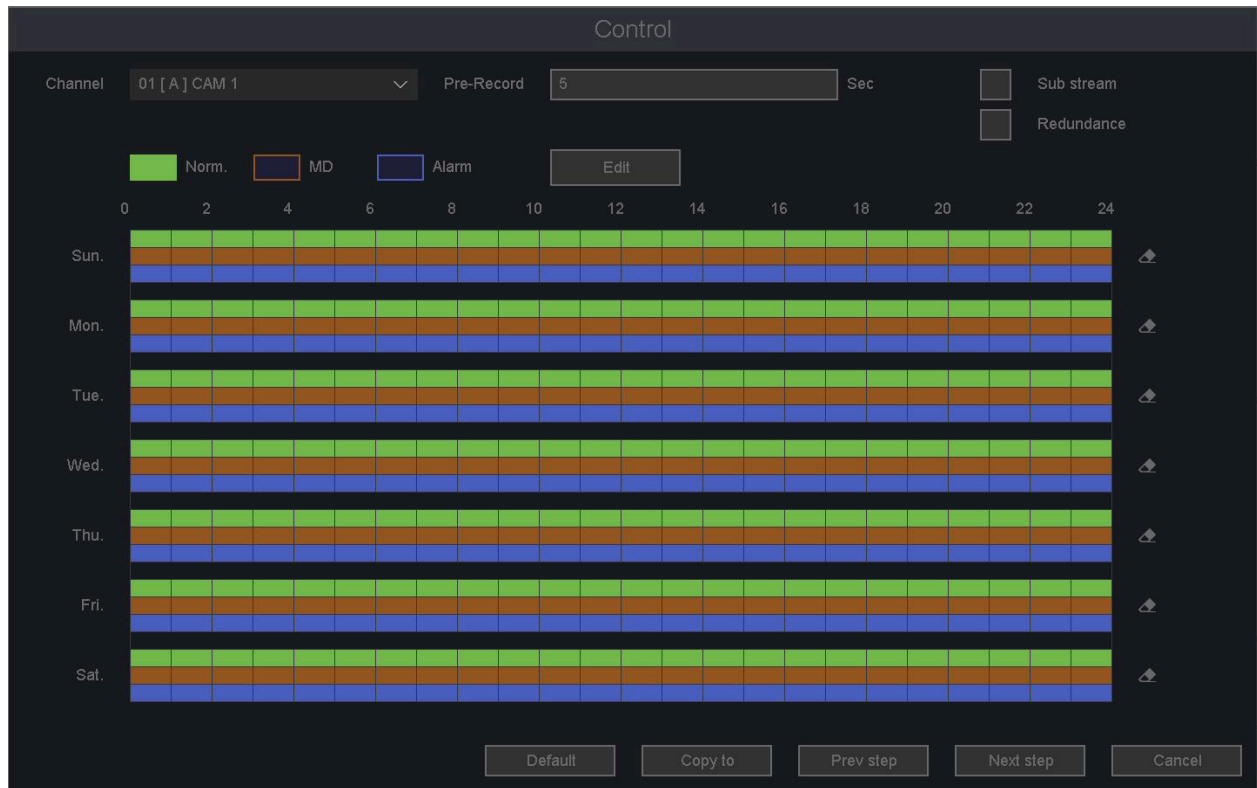 Control
Channel 01 [ A ] CAM 1 Pre-Record 5 Sec Sub stream
Redundance
Norm. MD Alarm Edit
0 2 4 6 8 10 12 14 16 18 20 22 24
Sun.
Mon.
Tue.
Wed.
Thu.
Fri.
Sat.
Default Copy to Prev step Next step Cancel